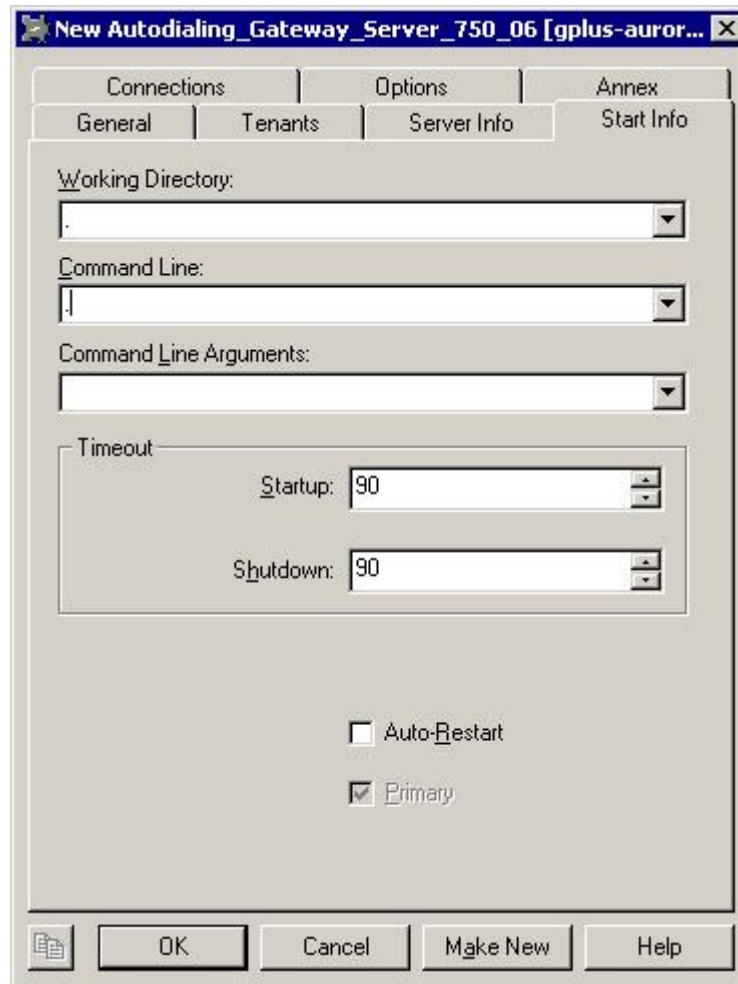 New Autodialing_Gateway_Server_750_06 [gplus-auror...
Connections Options Annex
General Tenants Server Info Start Info
Working Directory:
.
Command Line:
.
Command Line Arguments:
Timeout
Startup: 90
Shutdown: 90
Auto-Restart
Primary
OK Cancel Make New Help